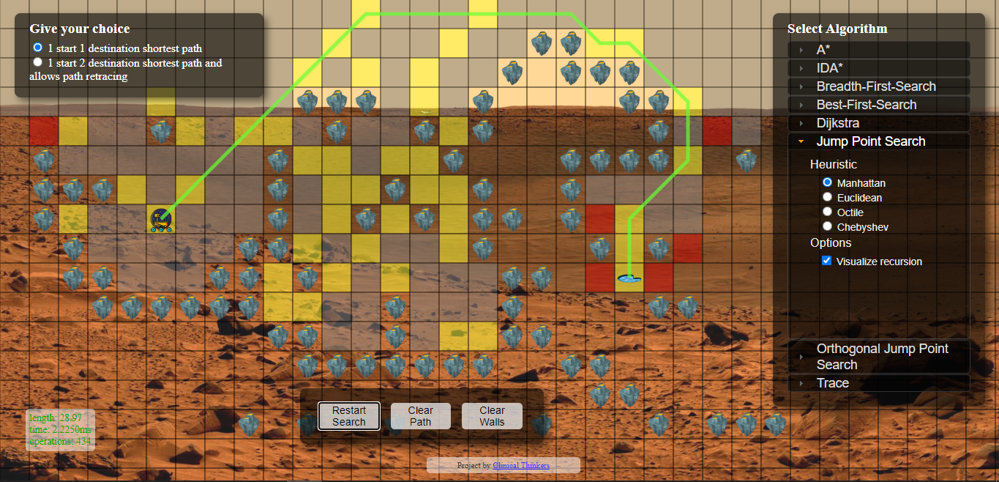 Give your choice
1 start 1 destination shortest path
1 start 2 destination shortest path and
allows path retracing
Select Algorithm
A*
IDA*
Breadth-First-Search
Best-First-Search
Dijkstra
Jump Point Search
Heuristic
Manhattan
Euclidean
Octile
Chebyshev
Options
Visualize recursion
Orthogonal Jump Point
Search
Trace
Restart
Search
Clear
Path
Clear
Walls
length: 28.97
time: 2.2250ms
operations: 434
Project by Clinical Thinkers